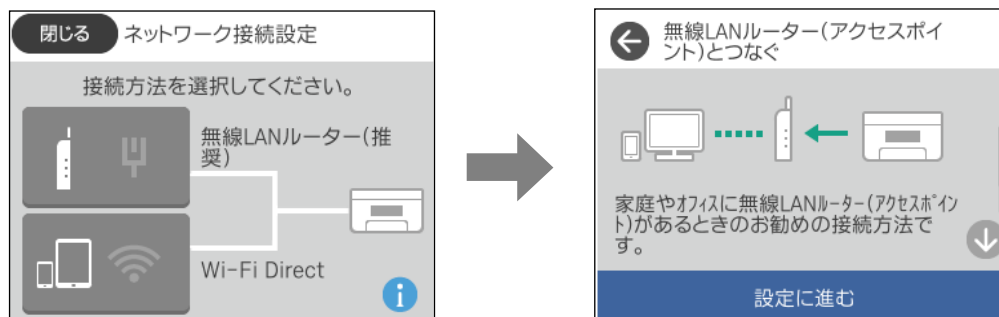 閉じる ネットワーク接続設定
接続方法を選択してください。
無線LANルーター(推
奨)
Wi-Fi Direct
i
無線LANルーター(アクセスポイ
ント)とつなぐ
家庭やオフィスに無線LANルーター(アクセスポイン
ト)があるときのお勧めの接続方法で
す。
設定に進む